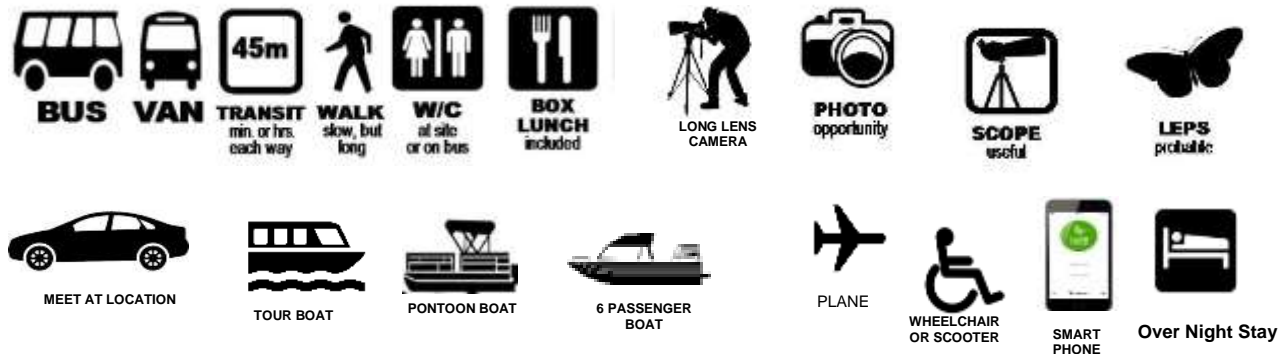 BUS
VAN
45m
TRANSIT
min. or hrs.
each way
WALK
slow, but
long
W/C
at site
or on bus
BOX
LUNCH
included
LONG LENS
CAMERA
PHOTO
opportunity
SCOPE
useful
LEPS
probable
MEET AT LOCATION
TOUR BOAT
PONTOON BOAT
6 PASSENGER
BOAT
PLANE
WHEELCHAIR
OR SCOOTER
SMART
PHONE
Over Night Stay